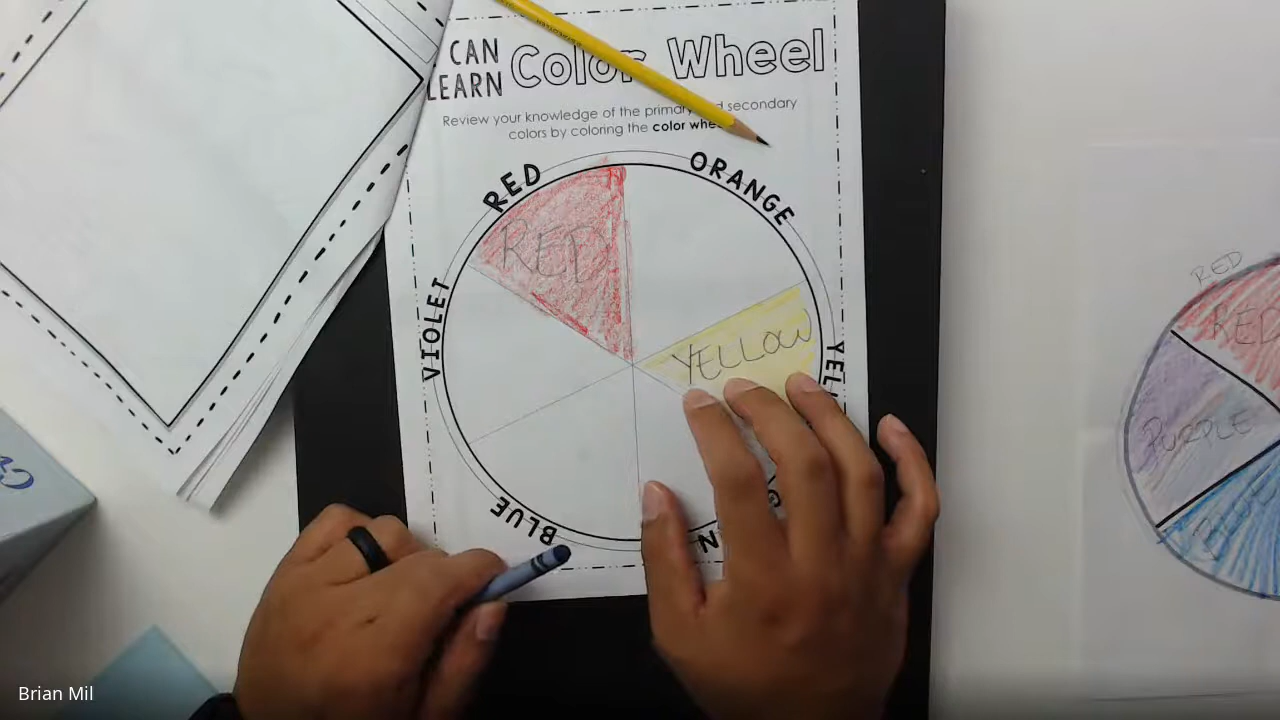 CAN
LEARN
Color Wheel
Review your knowledge of the primary and secondary
colors by coloring the color wheel
RED
ORANGE
RED
YELLOW
VIOLET
YEL
BLUE
N
RED
RED
PURPLE
Brian Mil